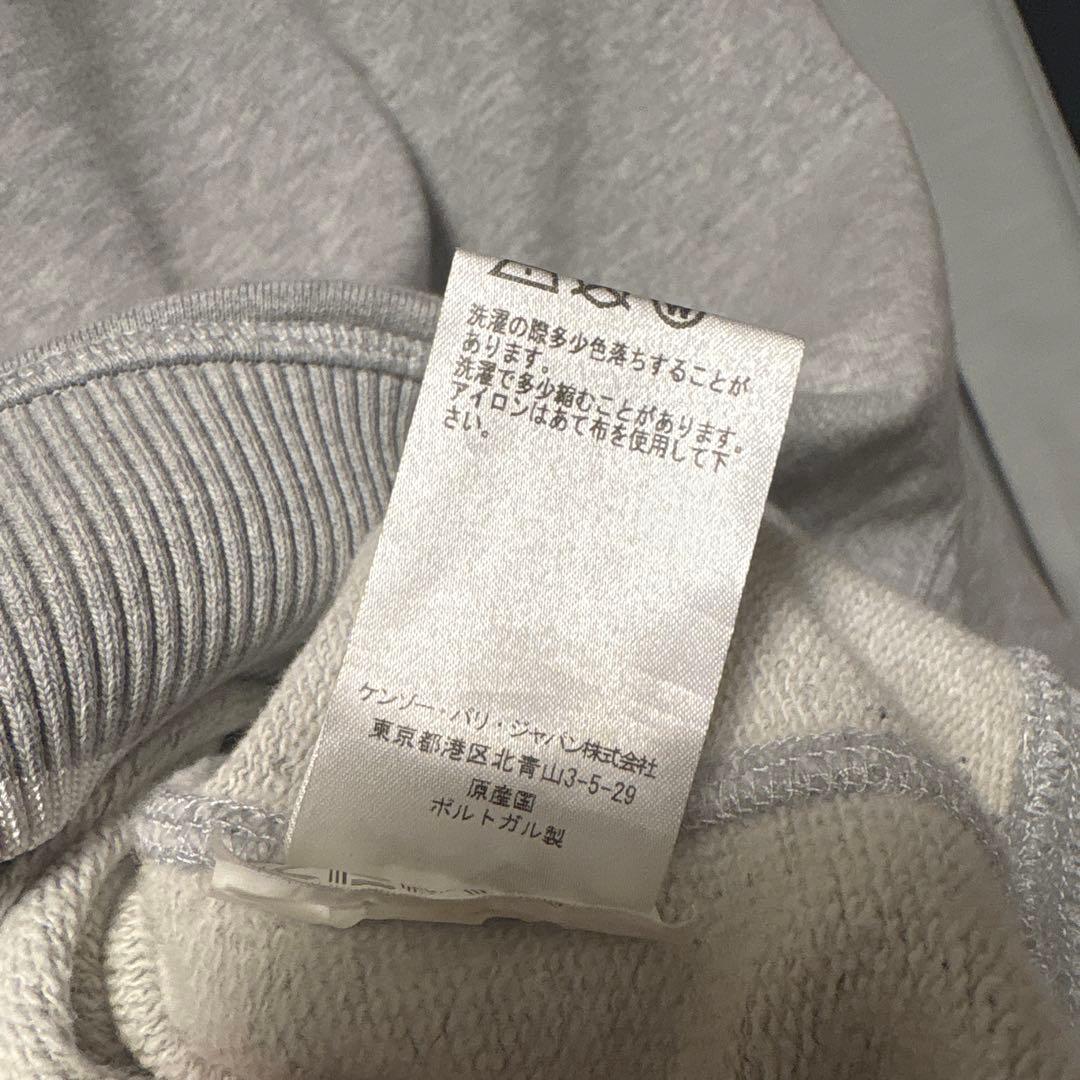 洗濯の際多少色落ちすることが
あります。
洗濯で多少縮むことがあります。
アイロンはあて布を使用して下
さい。
ケンゾー・パリ・ジャパン株式会社
東京都港区北青山3-5-29
原産国
ポルトガル製